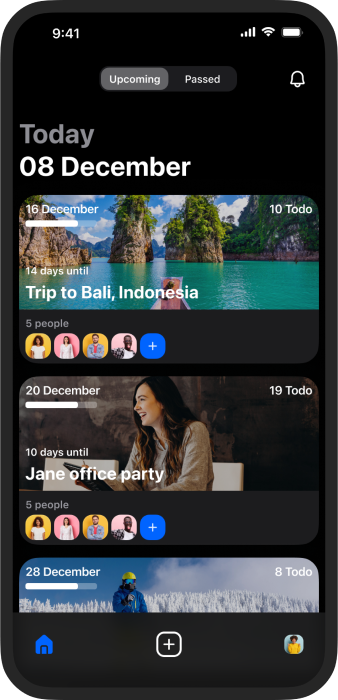 9:41
Upcoming Passed
Today
08 December
16 December 10 Todo
14 days until
Trip to Bali, Indonesia
5 people
20 December 19 Todo
10 days until
Jane office party
5 people
28 December 8 Todo